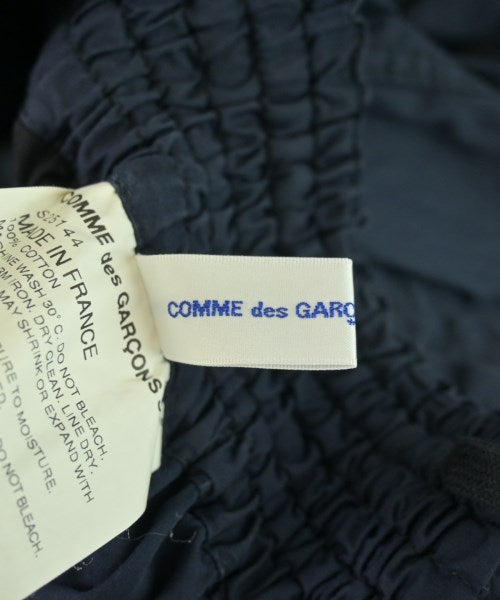 COMME des GARÇ
COMME des GARÇONS
S25144
MADE IN FRANCE
100% COTTON
WASH, 30°C. DO NOT BLEACH.
IRON. DRY CLEAN. LINE DRY.
MAY SHRINK OR EXPAND WITH
TO MOISTURE.
DO NOT BLEACH.